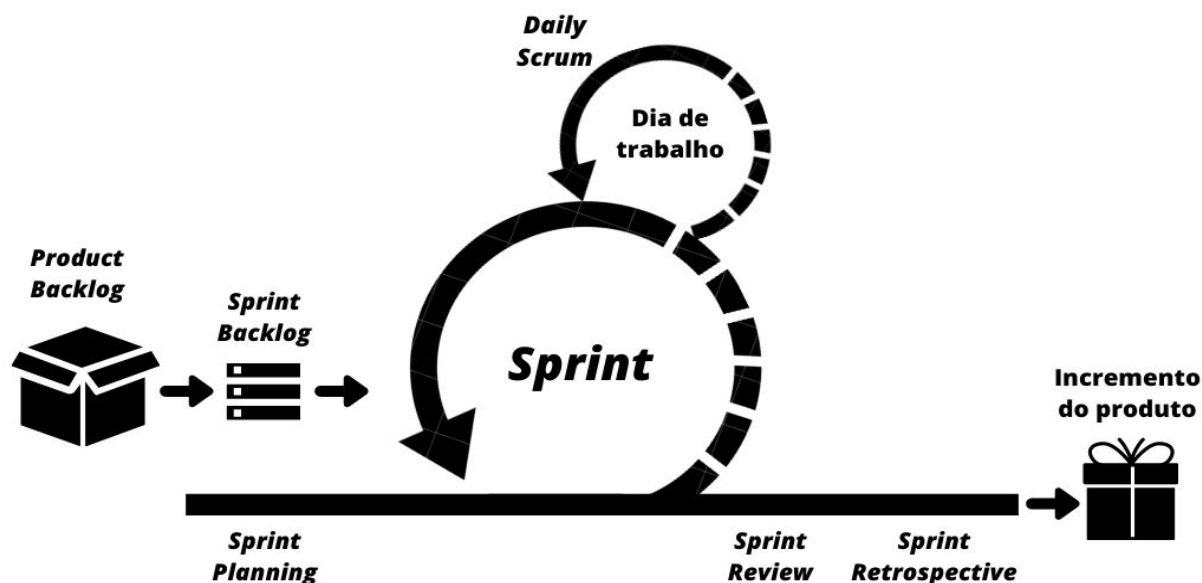 Daily
Scrum
Dia de
trabalho
Product
Backlog
Sprint
Backlog
Sprint
Incremento
do produto
Sprint
Planning
Sprint
Review
Sprint
Retrospective